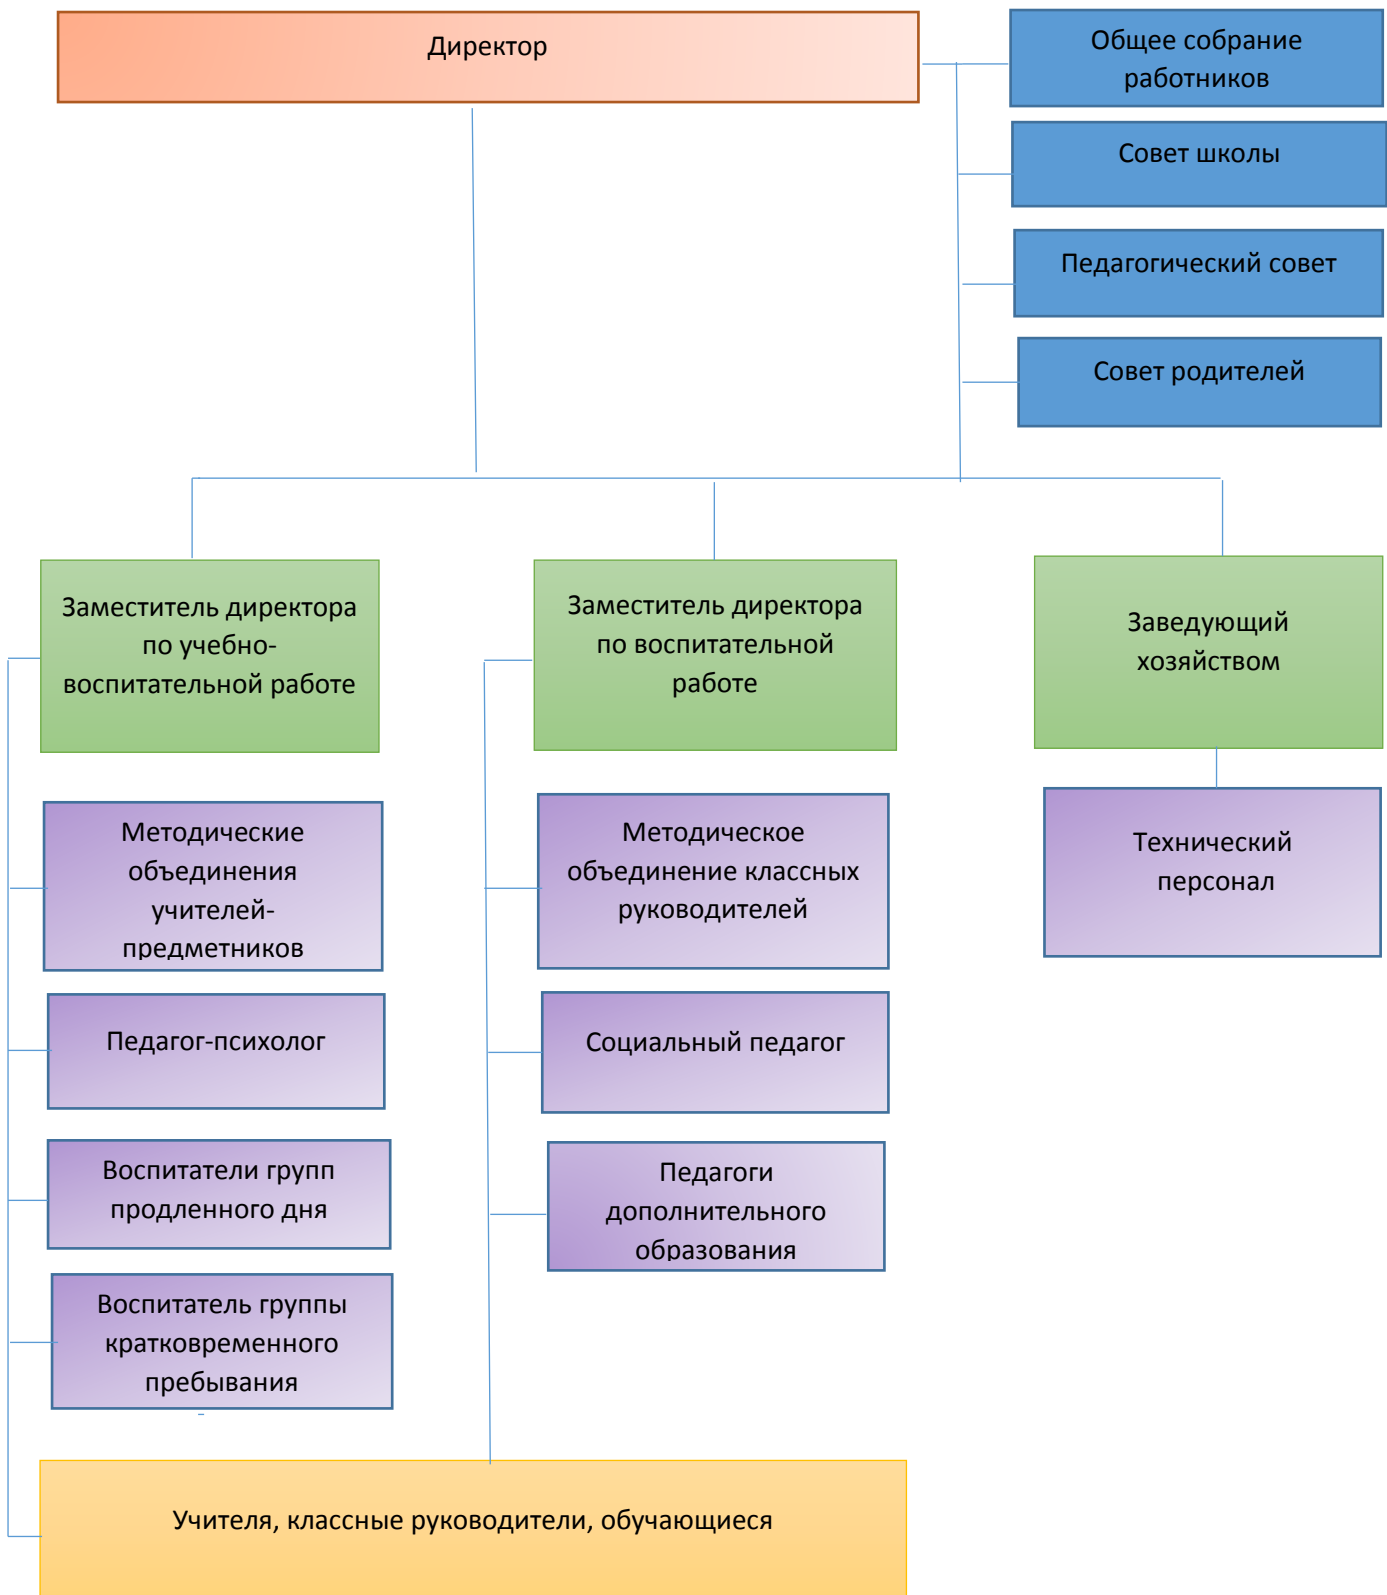 Директор
Общее собрание
работников
Совет школы
Педагогический совет
Совет родителей
Заместитель директора
по учебно-
воспитательной работе
Заместитель директора
по воспитательной
работе
Заведующий
хозяйством
Методические
объединения
учителей-
предметников
Методическое
объединение классных
руководителей
Технический
персонал
Педагог-психолог
Социальный педагог
Воспитатели групп
продленного дня
Педагоги
дополнительного
образования
Воспитатель группы
кратковременного
пребывания
Учителя, классные руководители, обучающиеся